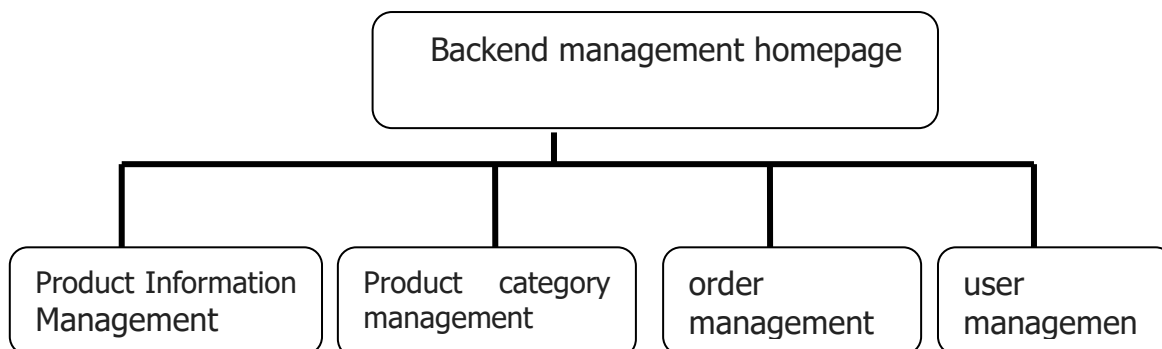 Backend management homepage
Product Information
Management
Product category
management
order
management
user
managemen